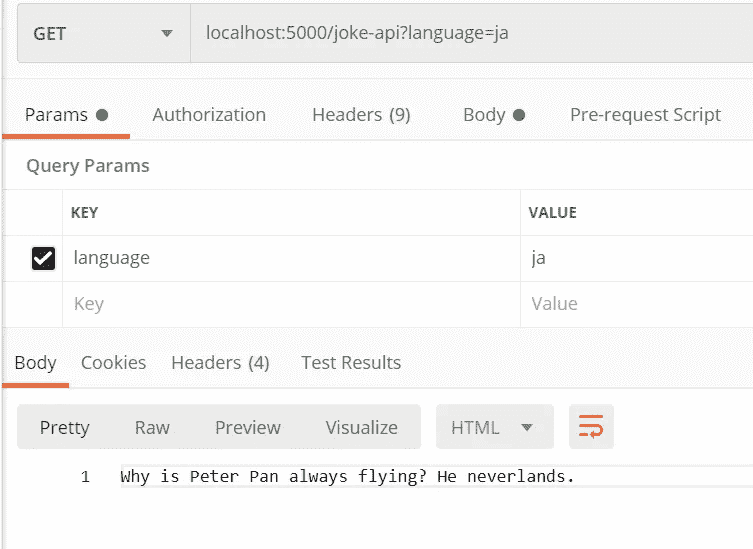 GET localhost:5000/joke-api?language=ja
Params Authorization Headers (9) Body Pre-request Script
Query Params
KEY VALUE
language ja
Key Value
Body Cookies Headers (4) Test Results
Pretty Raw Preview Visualize HTML
1 Why is Peter Pan always flying? He neverlands.